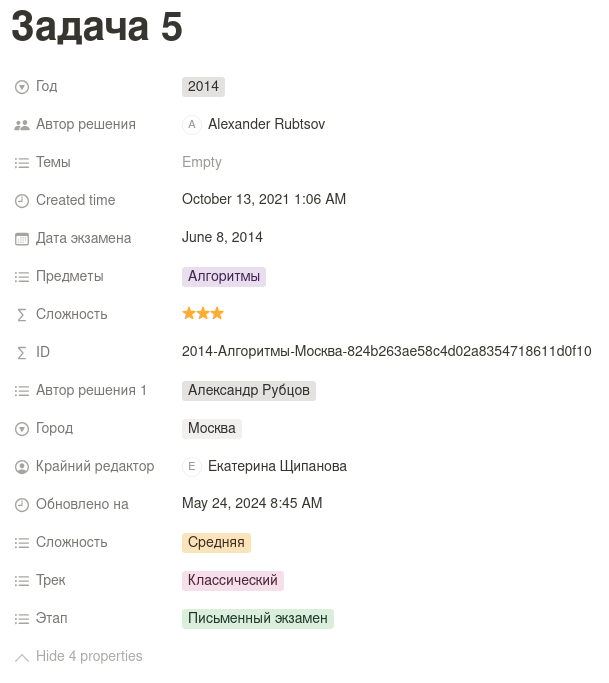 Задача 5
Год 2014
Автор решения A Alexander Rubtsov
Темы Empty
Created time October 13, 2021 1:06 AM
Дата экзамена June 8, 2014
Предметы Алгоритмы
Сложность ⭐⭐⭐
ID 2014-Алгоритмы-Москва-824b263ae58c4d02a8354718611d0f10
Автор решения 1 Александр Рубцов
Город Москва
Крайний редактор E Екатерина Щипанова
Обновлено на May 24, 2024 8:45 AM
Сложность Средняя
Трек Классический
Этап Письменный экзамен
Hide 4 properties